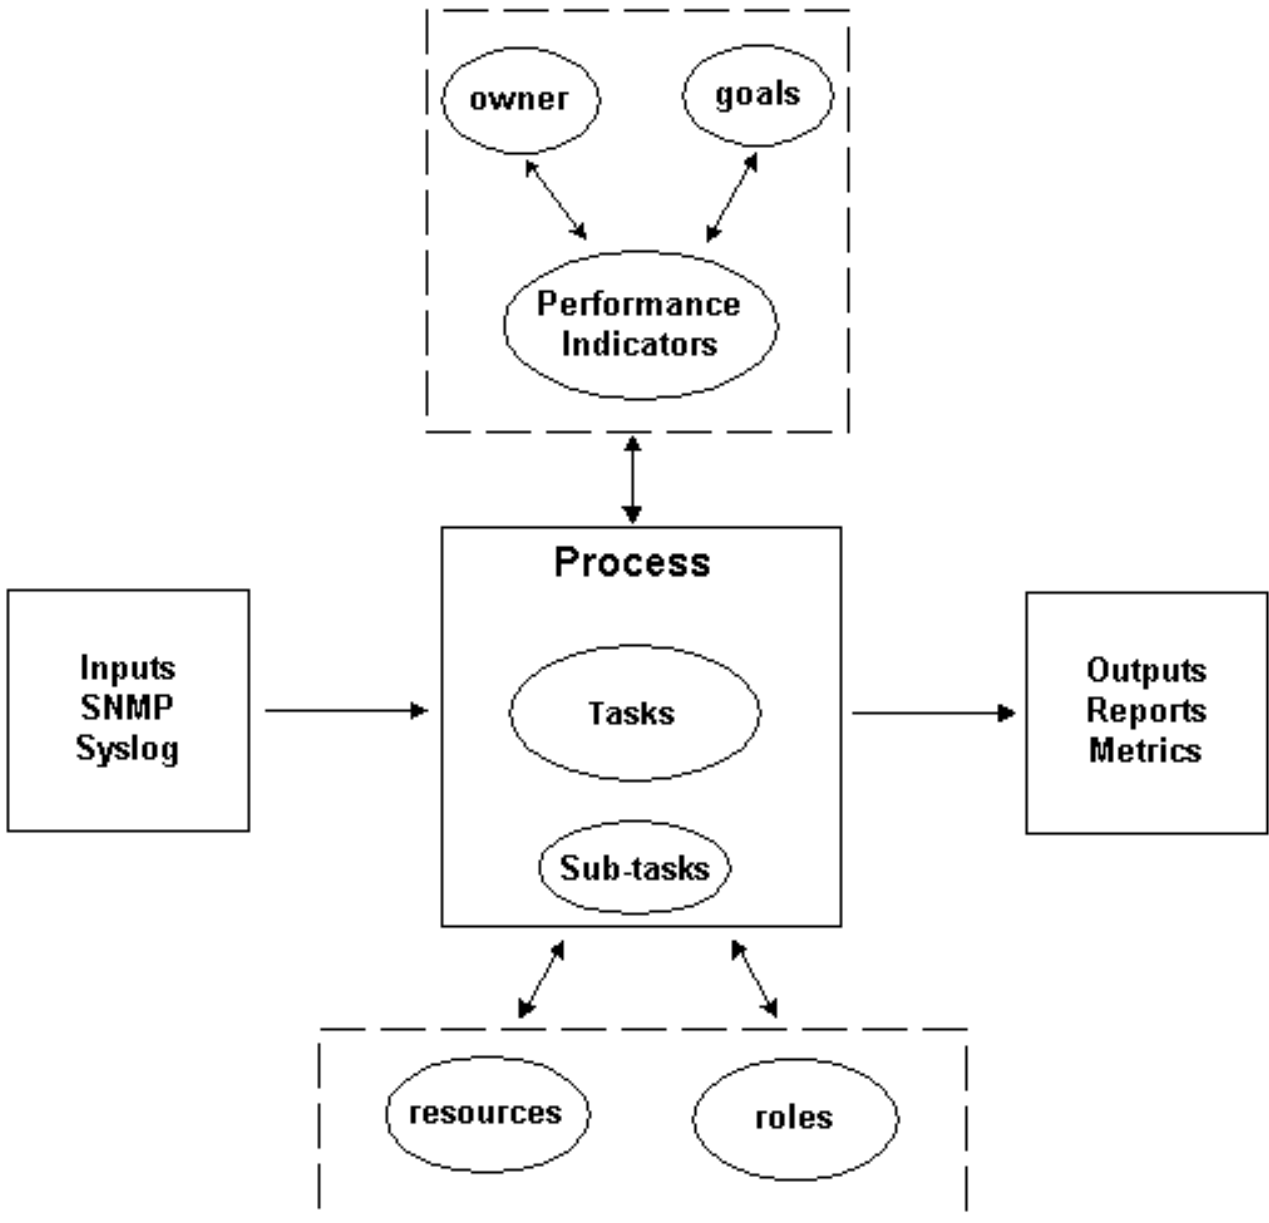 owner
goals
Performance
Indicators
Process
Inputs
SNMP
Syslog
Tasks
Outputs
Reports
Metrics
Sub-tasks
resources
roles